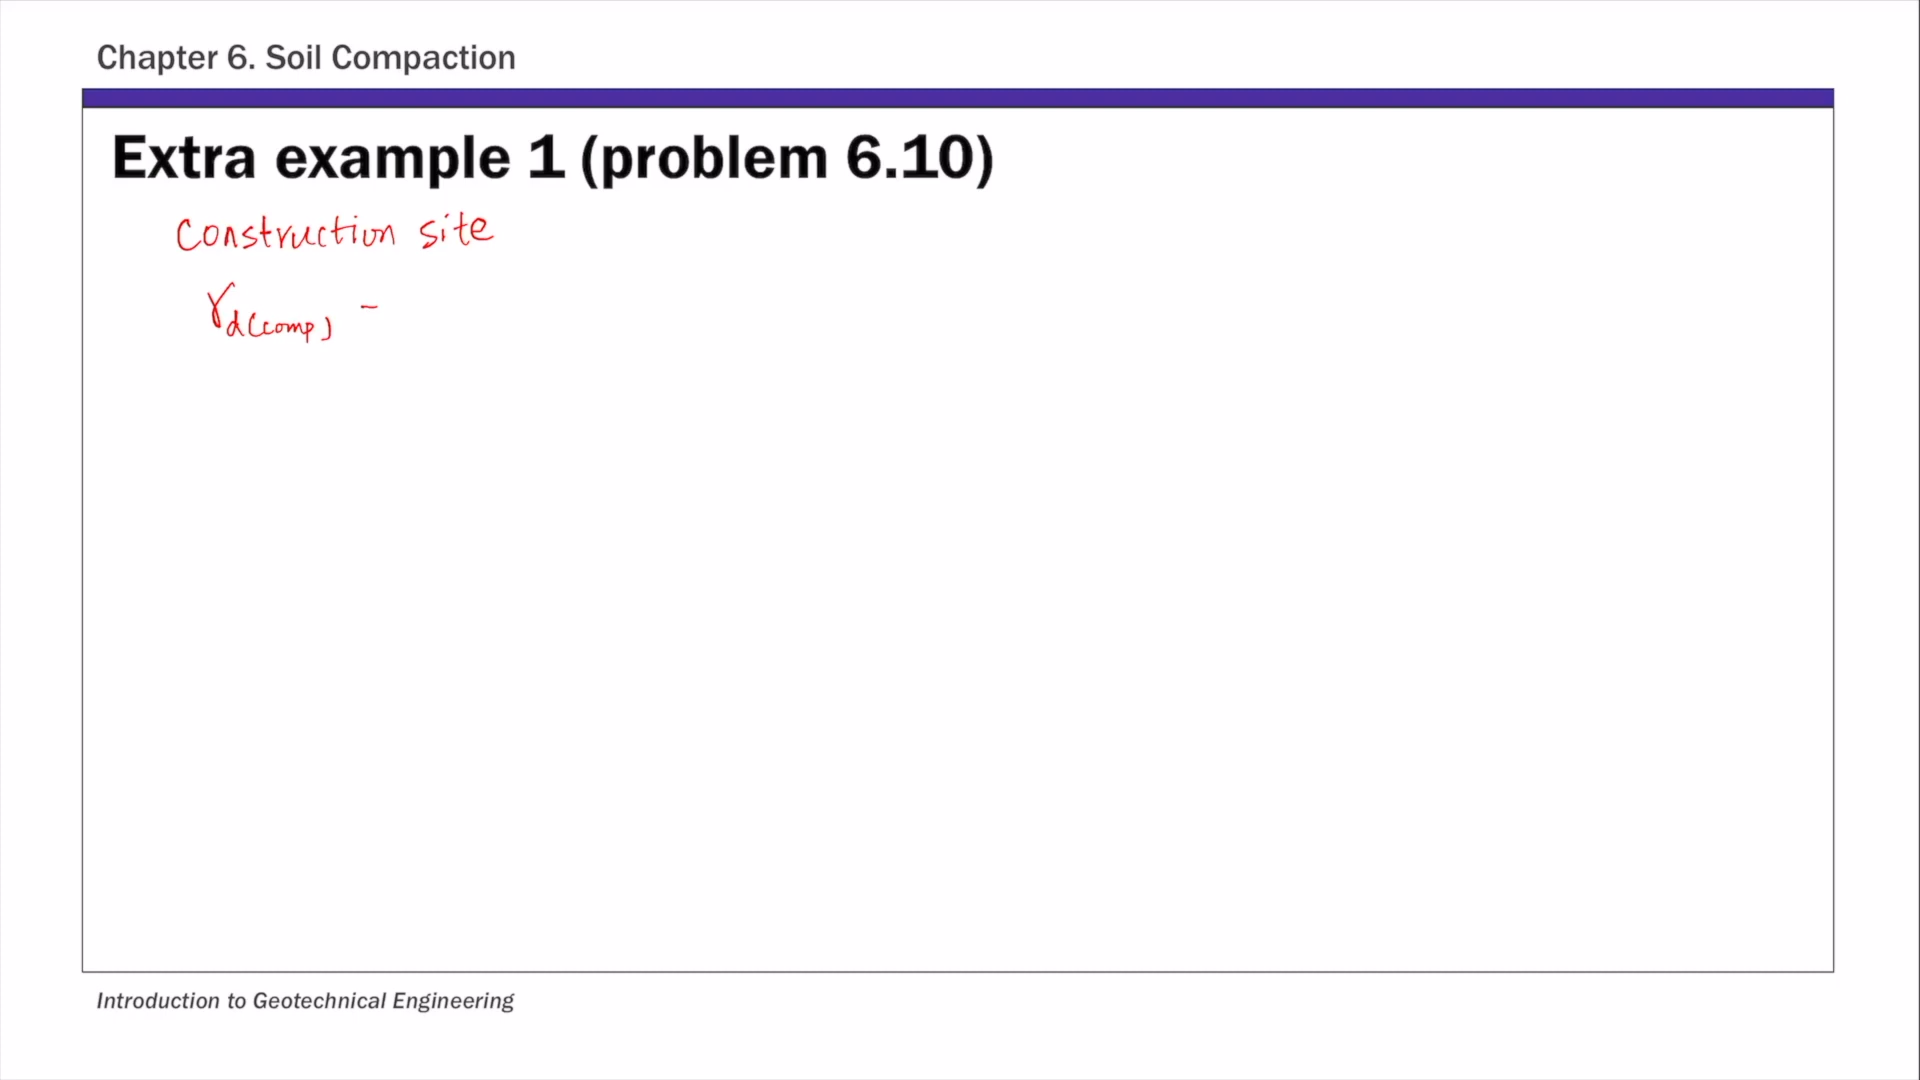 Chapter 6. Soil Compaction
Extra example 1 (problem 6.10)
Construction site
γd(comp) -
Introduction to Geotechnical Engineering